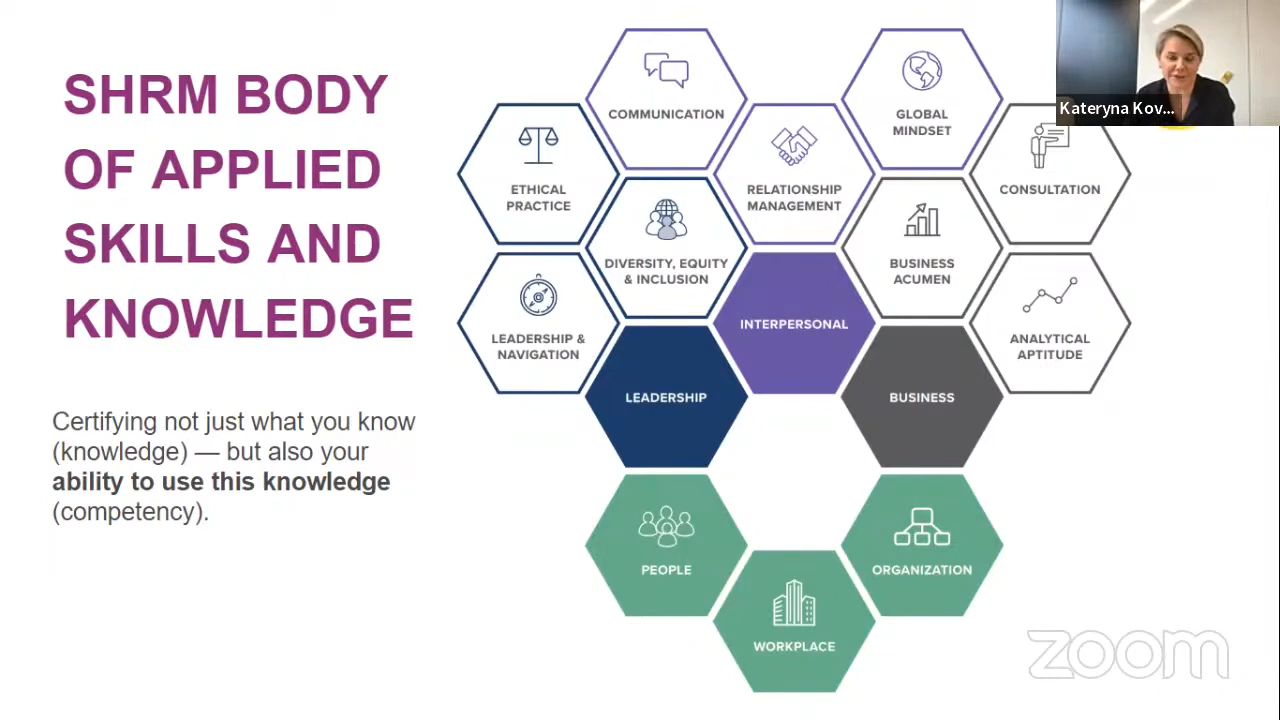 SHRM BODY
OF APPLIED
SKILLS AND
KNOWLEDGE
Certifying not just what you know
(knowledge) — but also your
ability to use this knowledge
(competency).
COMMUNICATION
GLOBAL
MINDSET
ETHICAL
PRACTICE
RELATIONSHIP
MANAGEMENT
CONSULTATION
DIVERSITY, EQUITY
& INCLUSION
BUSINESS
ACUMEN
LEADERSHIP &
NAVIGATION
INTERPERSONAL
ANALYTICAL
APTITUDE
LEADERSHIP
BUSINESS
PEOPLE
ORGANIZATION
WORKPLACE
Kateryna Kov...
zoom